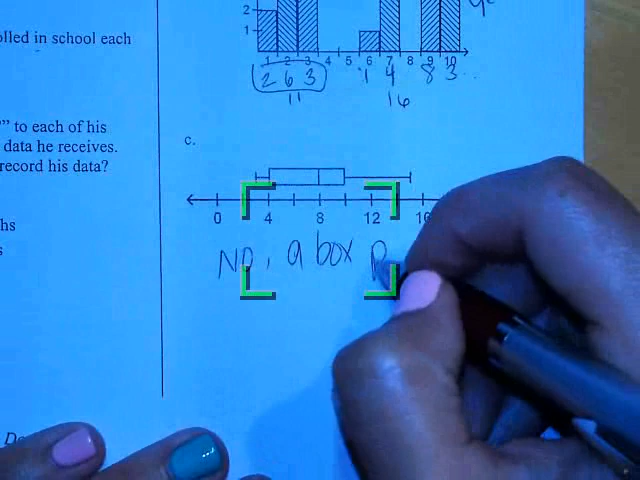 olled in school each
2
1
1 2 3 4 5 6 7 8 9 10
2 6 3 1 4 8 3
11 16
" to each of his
data he receives.
record his data?
hs
s
c.
0 4 8 12
No, a box p